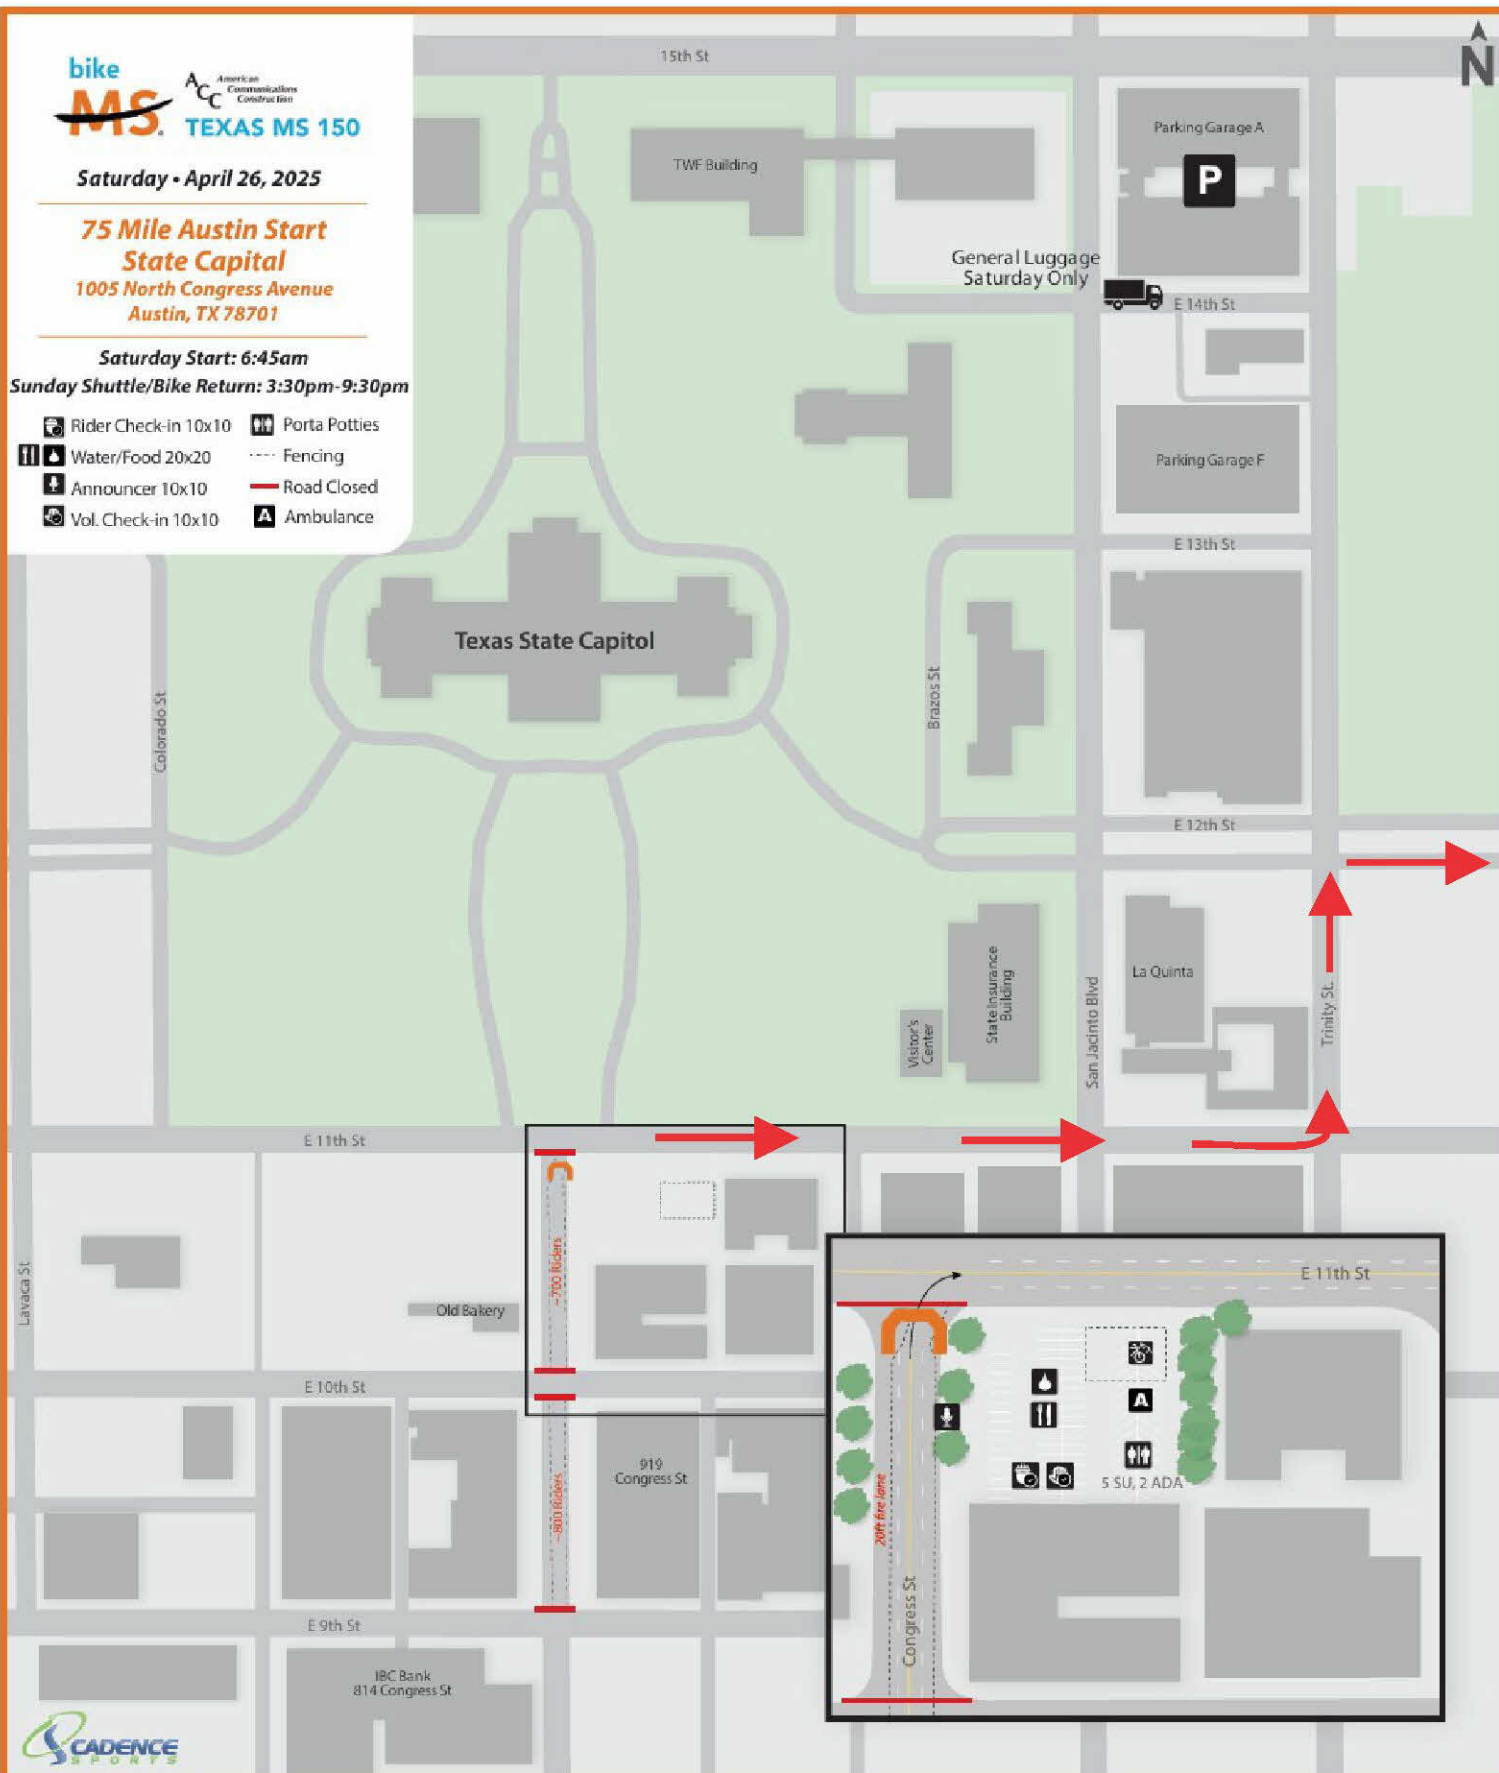 bike
MS.
ACC American
Communications
Construction
TEXAS MS 150
Saturday • April 26, 2025
75 Mile Austin Start
State Capital
1005 North Congress Avenue
Austin, TX 78701
Saturday Start: 6:45am
Sunday Shuttle/Bike Return: 3:30pm-9:30pm
Rider Check-in 10x10
Porta Potties
Water/Food 20x20
Fencing
Announcer 10x10
Road Closed
Vol. Check-in 10x10
A Ambulance
N
15th St
TWF Building
Parking Garage A
P
General Luggage
Saturday Only
E 14th St
Parking Garage F
E 13th St
Texas State Capitol
Colorado St
Brazos St
E 12th St
State Insurance
Building
Visitor's
Center
La Quinta
San Jacinto Blvd
Trinity St.
E 11th St
Lavaca St
Old Bakery
~700 Riders
E 10th St
919
Congress St
~800 Riders
E 9th St
IBC Bank
814 Congress St
E 11th St
A
5 SU, 2 ADA
20ft fire lane
Congress St
CADENCE
SPORTS